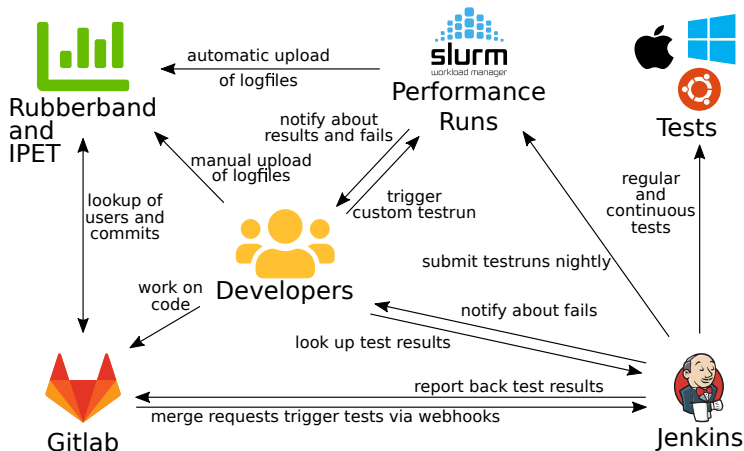 automatic upload
of logfiles
slurm
workload manager
Performance
Runs
Rubberband
and
IPET
Tests
notify about
results and fails
manual upload
of logfiles
trigger
custom testrun
regular
and
continuous
tests
lookup of
users and
commits
Developers
submit testruns nightly
work on
code
notify about fails
look up test results
report back test results
merge requests trigger tests via webhooks
Gitlab
Jenkins